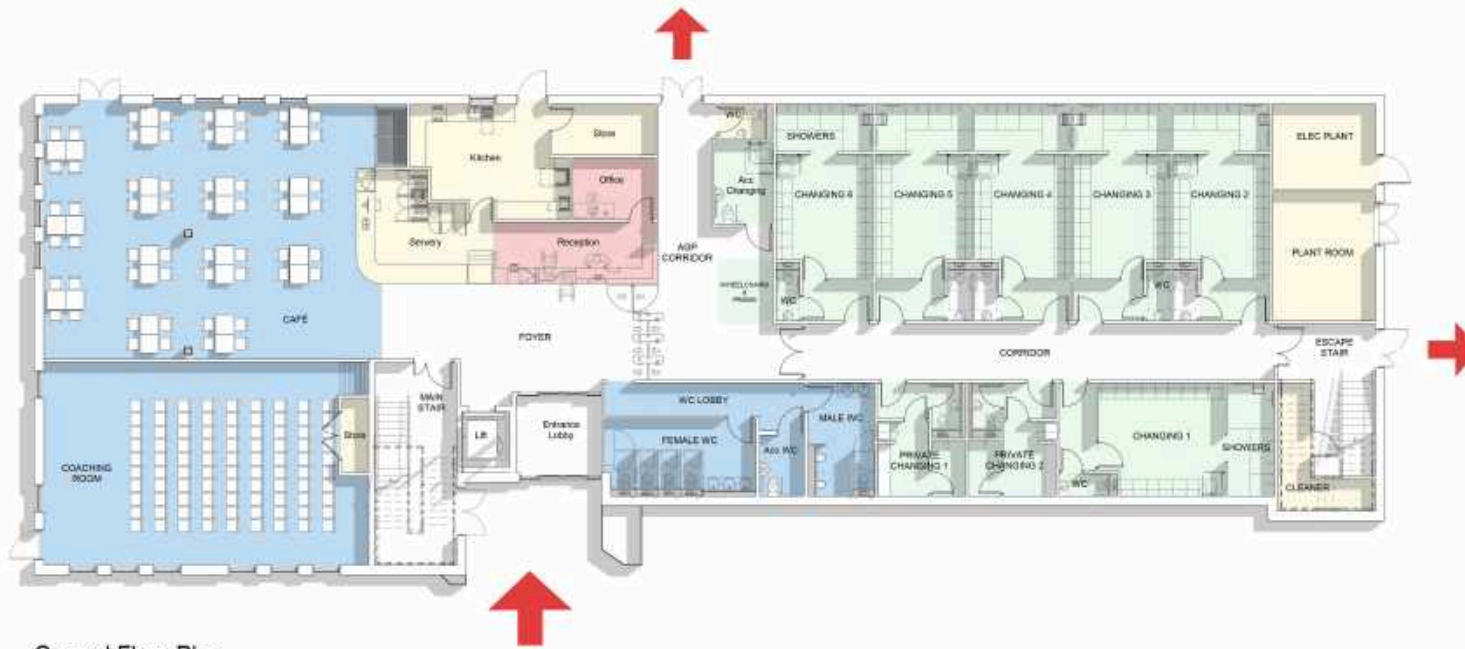 WC
SHOWERS
ELEC PLANT
Store
Kitchen
Office
Acc
Changing
CHANGING 6
CHANGING 5
CHANGING 4
CHANGING 3
CHANGING 2
Servery
Reception
AGP
CORRIDOR
PLANT ROOM
WC
WC
CAFÉ
FOYER
CORRIDOR
ESCAPE
STAIR
MAIN
STAIR
WC LOBBY
MALE WC
Store
Lift
Entrance
Lobby
FEMALE WC
Acc WC
CHANGING 1
SHOWERS
COACHING
ROOM
PRIVATE
CHANGING 1
PRIVATE
CHANGING 2
WC
CLEANER